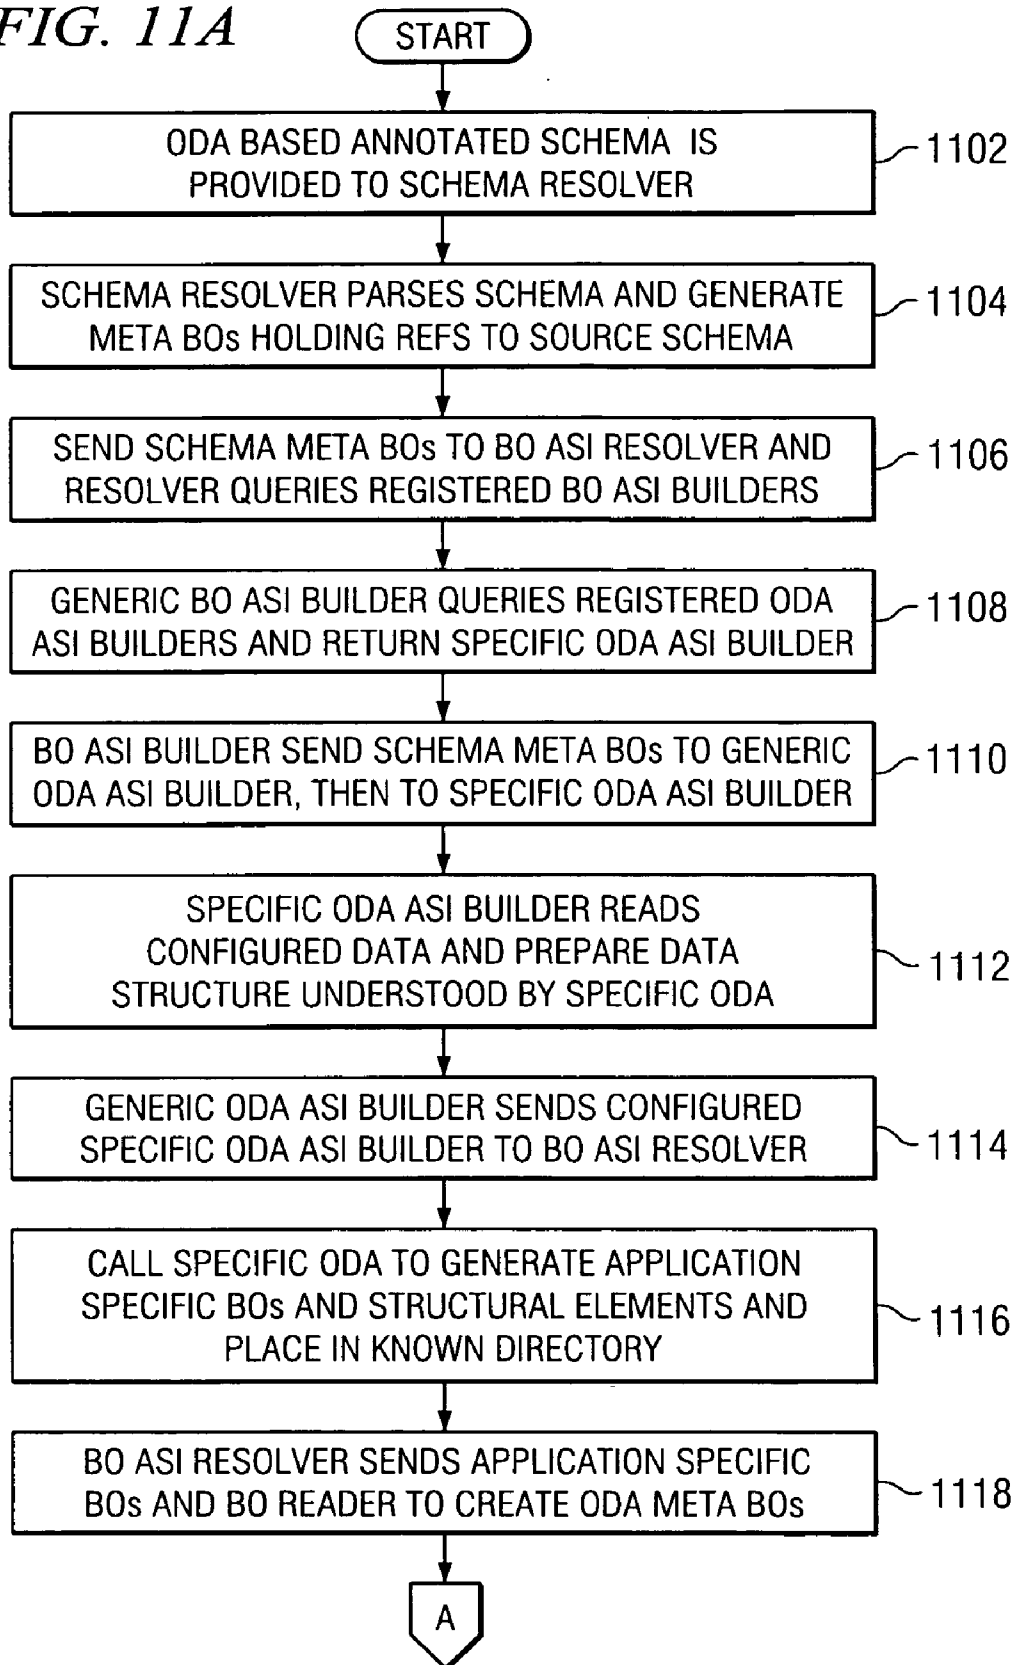 FIG. 11A
START
ODA BASED ANNOTATED SCHEMA IS
PROVIDED TO SCHEMA RESOLVER
1102
SCHEMA RESOLVER PARSES SCHEMA AND GENERATE
META BOs HOLDING REFS TO SOURCE SCHEMA
1104
SEND SCHEMA META BOs TO BO ASI RESOLVER AND
RESOLVER QUERIES REGISTERED BO ASI BUILDERS
1106
GENERIC BO ASI BUILDER QUERIES REGISTERED ODA
ASI BUILDERS AND RETURN SPECIFIC ODA ASI BUILDER
1108
BO ASI BUILDER SEND SCHEMA META BOs TO GENERIC
ODA ASI BUILDER, THEN TO SPECIFIC ODA ASI BUILDER
1110
SPECIFIC ODA ASI BUILDER READS
CONFIGURED DATA AND PREPARE DATA
STRUCTURE UNDERSTOOD BY SPECIFIC ODA
1112
GENERIC ODA ASI BUILDER SENDS CONFIGURED
SPECIFIC ODA ASI BUILDER TO BO ASI RESOLVER
1114
CALL SPECIFIC ODA TO GENERATE APPLICATION
SPECIFIC BOs AND STRUCTURAL ELEMENTS AND
PLACE IN KNOWN DIRECTORY
1116
BO ASI RESOLVER SENDS APPLICATION SPECIFIC
BOs AND BO READER TO CREATE ODA META BOs
1118
A